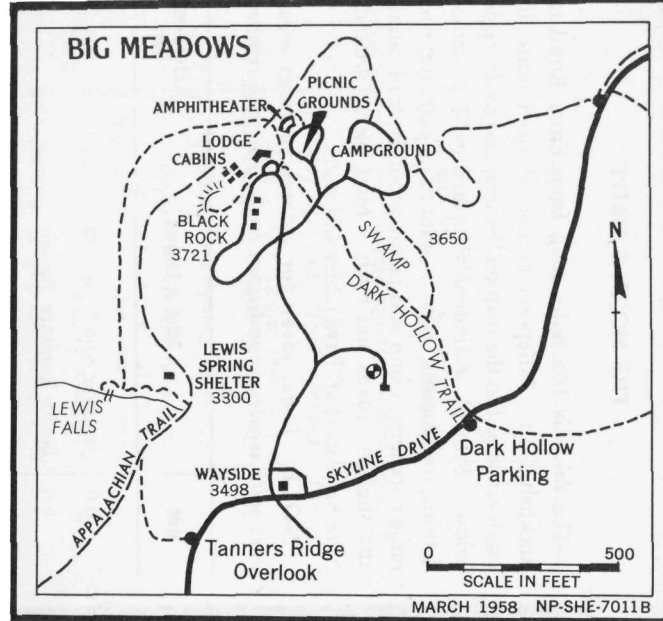 BIG MEADOWS
PICNIC
GROUNDS
AMPHITHEATER
LODGE
CABINS
CAMPGROUND
BLACK
ROCK
3721
SWAMP
3650
N
DARK HOLLOW TRAIL
LEWIS
SPRING
SHELTER
3300
LEWIS
FALLS
APPALACHIAN TRAIL
WAYSIDE
3498
SKYLINE DRIVE
Dark Hollow
Parking
Tanners Ridge
Overlook
0 500
SCALE IN FEET
MARCH 1958 NP-SHE-7011B